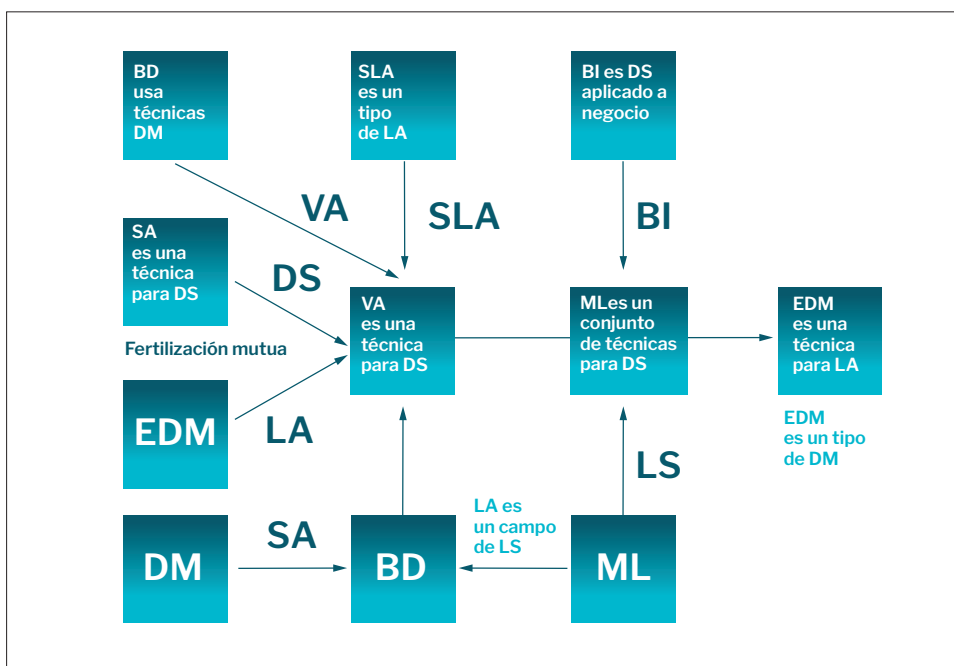 BD
usa
técnicas
DM
SLA
es un
tipo
de LA
BI es DS
aplicado a
negocio
VA
SLA
BI
SA
es una
técnica
para DS
DS
VA
es una
técnica
para DS
MLes un
conjunto
de técnicas
para DS
EDM
es una
técnica
para LA
Fertilización mutua
EDM
LA
EDM
es un tipo
de DM
LS
LA es
un campo
de LS
DM
SA
BD
ML